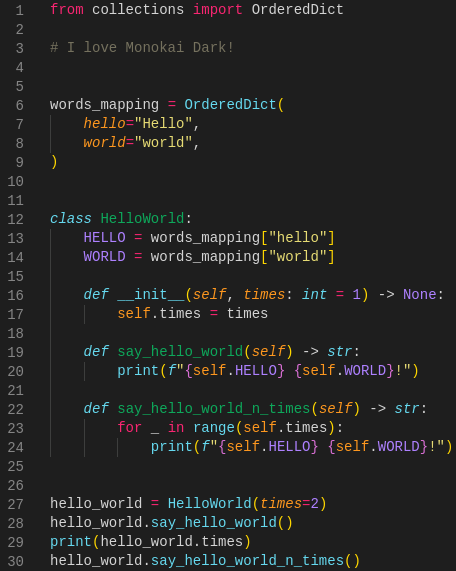 1 from collections import OrderedDict
2
3 # I love Monokai Dark!
4
5
6 words_mapping = OrderedDict(
7     hello="Hello",
8     world="world",
9 )
10
11
12 class HelloWorld:
13     HELLO = words_mapping["hello"]
14     WORLD = words_mapping["world"]
15
16     def __init__(self, times: int = 1) -> None:
17         self.times = times
18
19     def say_hello_world(self) -> str:
20         print(f"{self.HELLO} {self.WORLD}!")
21
22     def say_hello_world_n_times(self) -> str:
23         for _ in range(self.times):
24             print(f"{self.HELLO} {self.WORLD}!")
25
26
27 hello_world = HelloWorld(times=2)
28 hello_world.say_hello_world()
29 print(hello_world.times)
30 hello_world.say_hello_world_n_times()